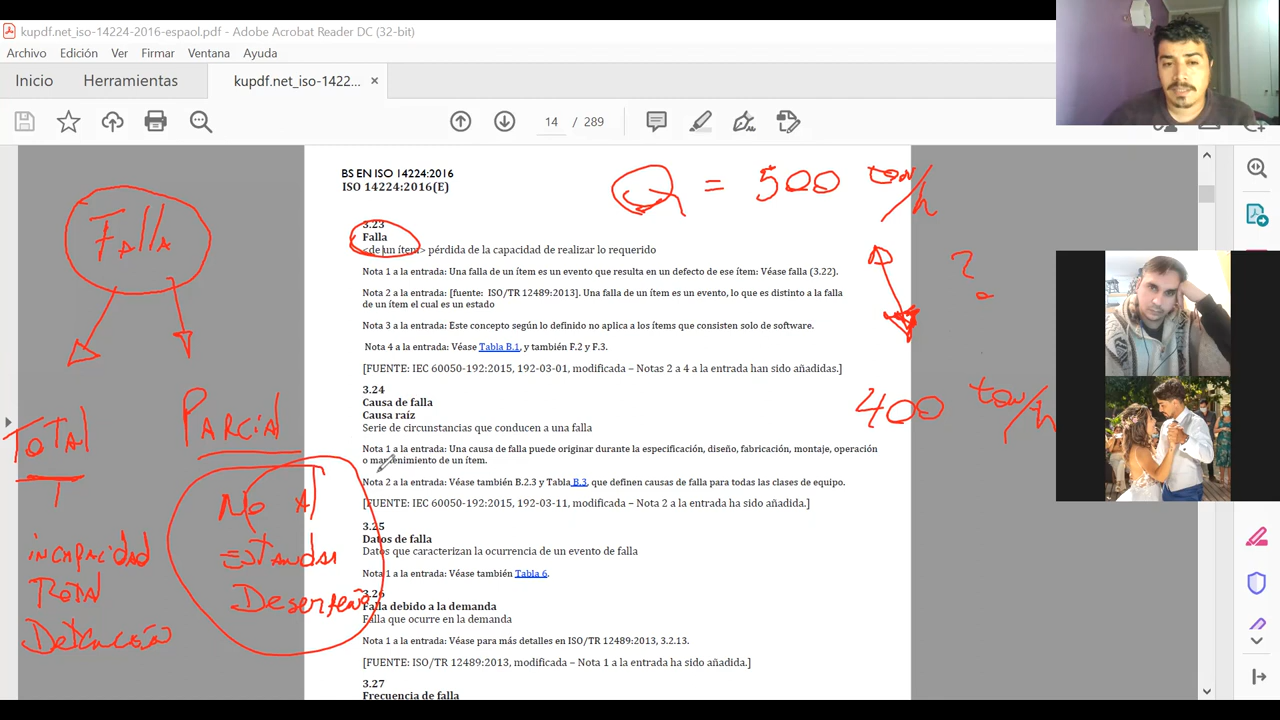 kupdf.net_iso-14224-2016-espaol.pdf - Adobe Acrobat Reader DC (32-bit)
Archivo Edición Ver Firmar Ventana Ayuda
Inicio Herramientas kupdf.net_iso-1422... ×
14 / 289
BS EN ISO 14224:2016
ISO 14224:2016(E)
Q = 500 ton/h
3.23
Falla
<de un ítem> pérdida de la capacidad de realizar lo requerido
Nota 1 a la entrada: Una falla de un ítem es un evento que resulta en un defecto de ese ítem: Véase falla (3.22).
Nota 2 a la entrada: [fuente: ISO/TR 12489:2013]. Una falla de un ítem es un evento, lo que es distinto a la falla
de un ítem el cual es un estado
Nota 3 a la entrada: Este concepto según lo definido no aplica a los ítems que consisten solo de software.
Nota 4 a la entrada: Véase Tabla B.1, y también F.2 y F.3.
[FUENTE: IEC 60050-192:2015, 192-03-01, modificada – Notas 2 a 4 a la entrada han sido añadidas.]
3.24
Causa de falla
Causa raíz
Serie de circunstancias que conducen a una falla
Nota 1 a la entrada: Una causa de falla puede originar durante la especificación, diseño, fabricación, montaje, operación
o mantenimiento de un ítem.
Nota 2 a la entrada: Véase también B.2.3 y Tabla B.3, que definen causas de falla para todas las clases de equipo.
[FUENTE: IEC 60050-192:2015, 192-03-11, modificada – Nota 2 a la entrada ha sido añadida.]
3.25
Datos de falla
Datos que caracterizan la ocurrencia de un evento de falla
Nota 1 a la entrada: Véase también Tabla 6.
3.26
Falla debido a la demanda
Falla que ocurre en la demanda
Nota 1 a la entrada: Véase para más detalles en ISO/TR 12489:2013, 3.2.13.
[FUENTE: ISO/TR 12489:2013, modificada – Nota 1 a la entrada ha sido añadida.]
3.27
Frecuencia de falla
FALLA
TOTAL
incapacidad
TOTAL
Detención
PARCIAL
No Al
estandar
?
400 ton/h